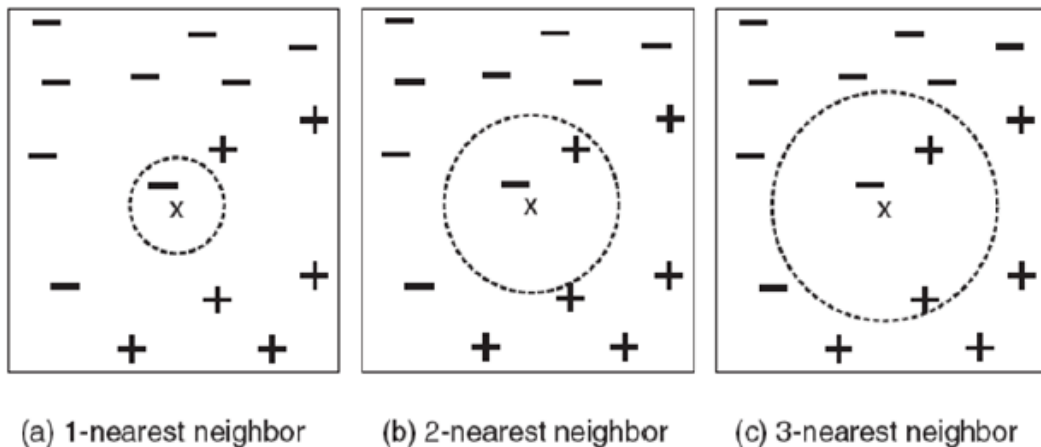 X
X
X
(a) 1-nearest neighbor
(b) 2-nearest neighbor
(c) 3-nearest neighbor